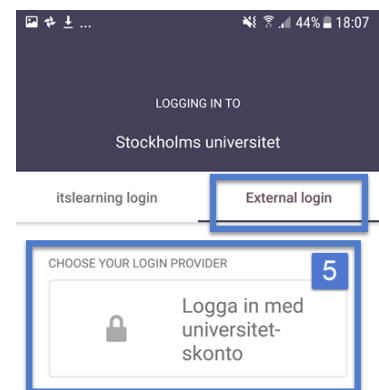 ... 44% 18:07
LOGGING IN TO
Stockholms universitet
itslearning login External login
CHOOSE YOUR LOGIN PROVIDER 5
Logga in med
universitet-
skonto